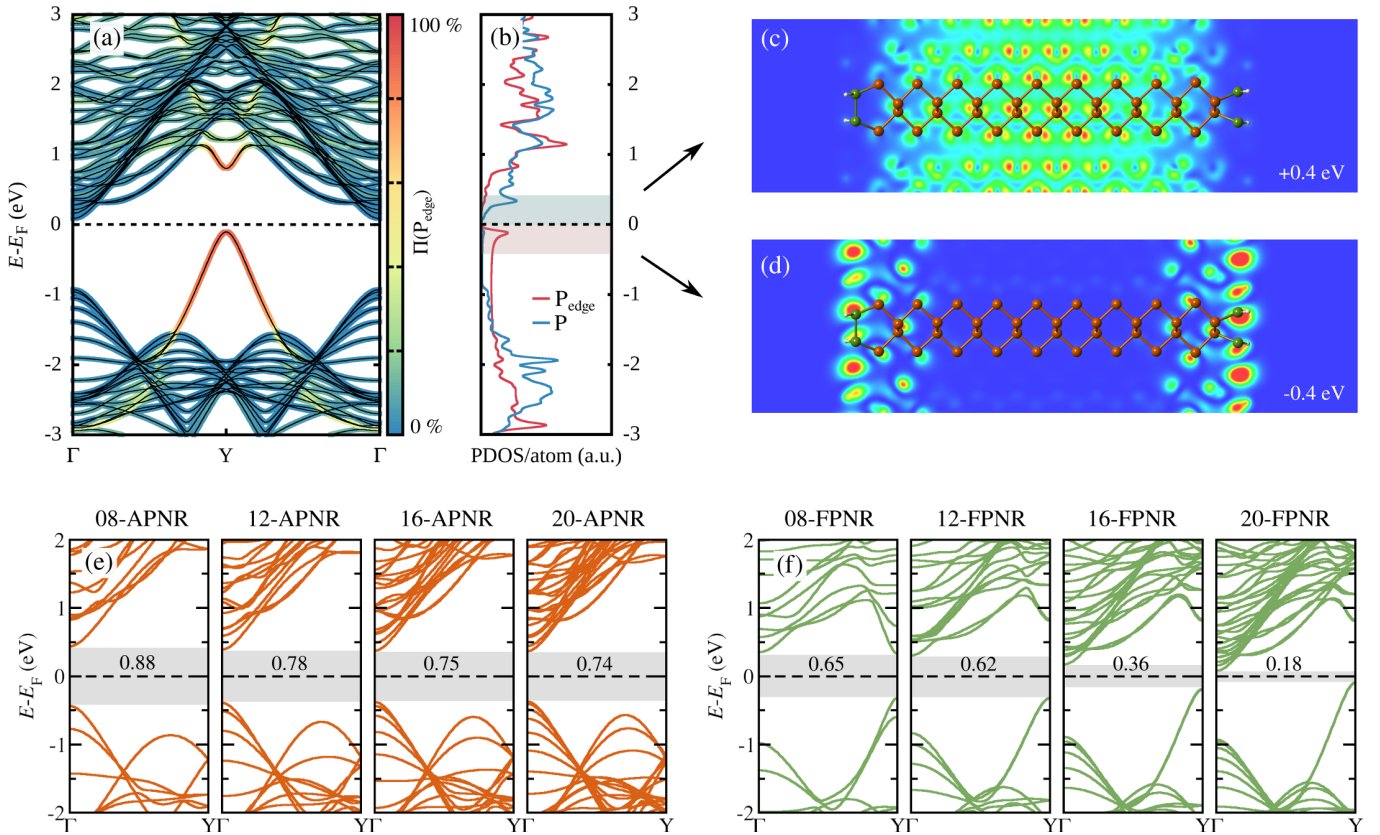 (a)
3
2
1
0
-1
-2
-3
E-E_F (eV)
Γ
Y
Γ
100 %
Π(P_edge)
0 %
(b)
3
2
1
0
-1
-2
-3
P_edge
P
PDOS/atom (a.u.)
(c)
+0.4 eV
(d)
-0.4 eV
08-APNR
12-APNR
16-APNR
20-APNR
(e)
2
1
0
-1
-2
E-E_F (eV)
0.88
0.78
0.75
0.74
Γ
YΓ
YΓ
YΓ
Y
08-FPNR
12-FPNR
16-FPNR
20-FPNR
(f)
2
1
0
-1
-2
E-E_F (eV)
0.65
0.62
0.36
0.18
Γ
YΓ
YΓ
YΓ
Y